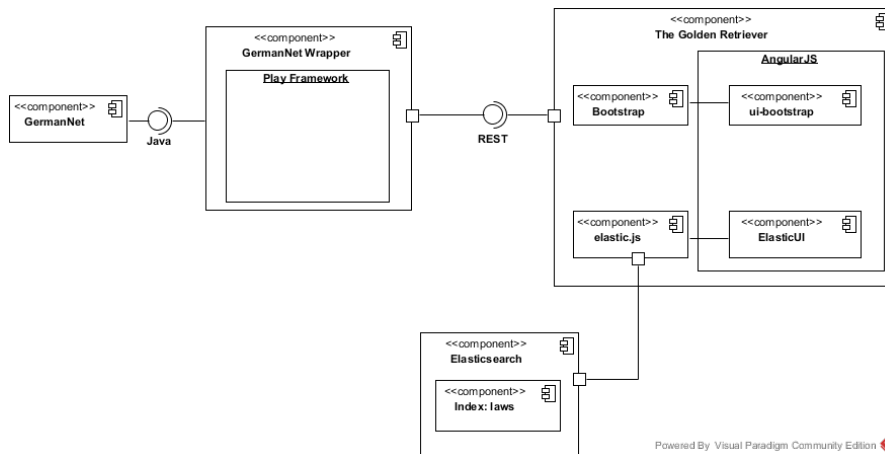 <<component>>
GermanNet
Java
<<component>>
GermanNet Wrapper
Play Framework
REST
<<component>>
The Golden Retriever
AngularJS
<<component>>
Bootstrap
<<component>>
ui-bootstrap
<<component>>
elastic.js
<<component>>
ElasticUI
<<component>>
Elasticsearch
<<component>>
Index: laws
Powered By Visual Paradigm Community Edition